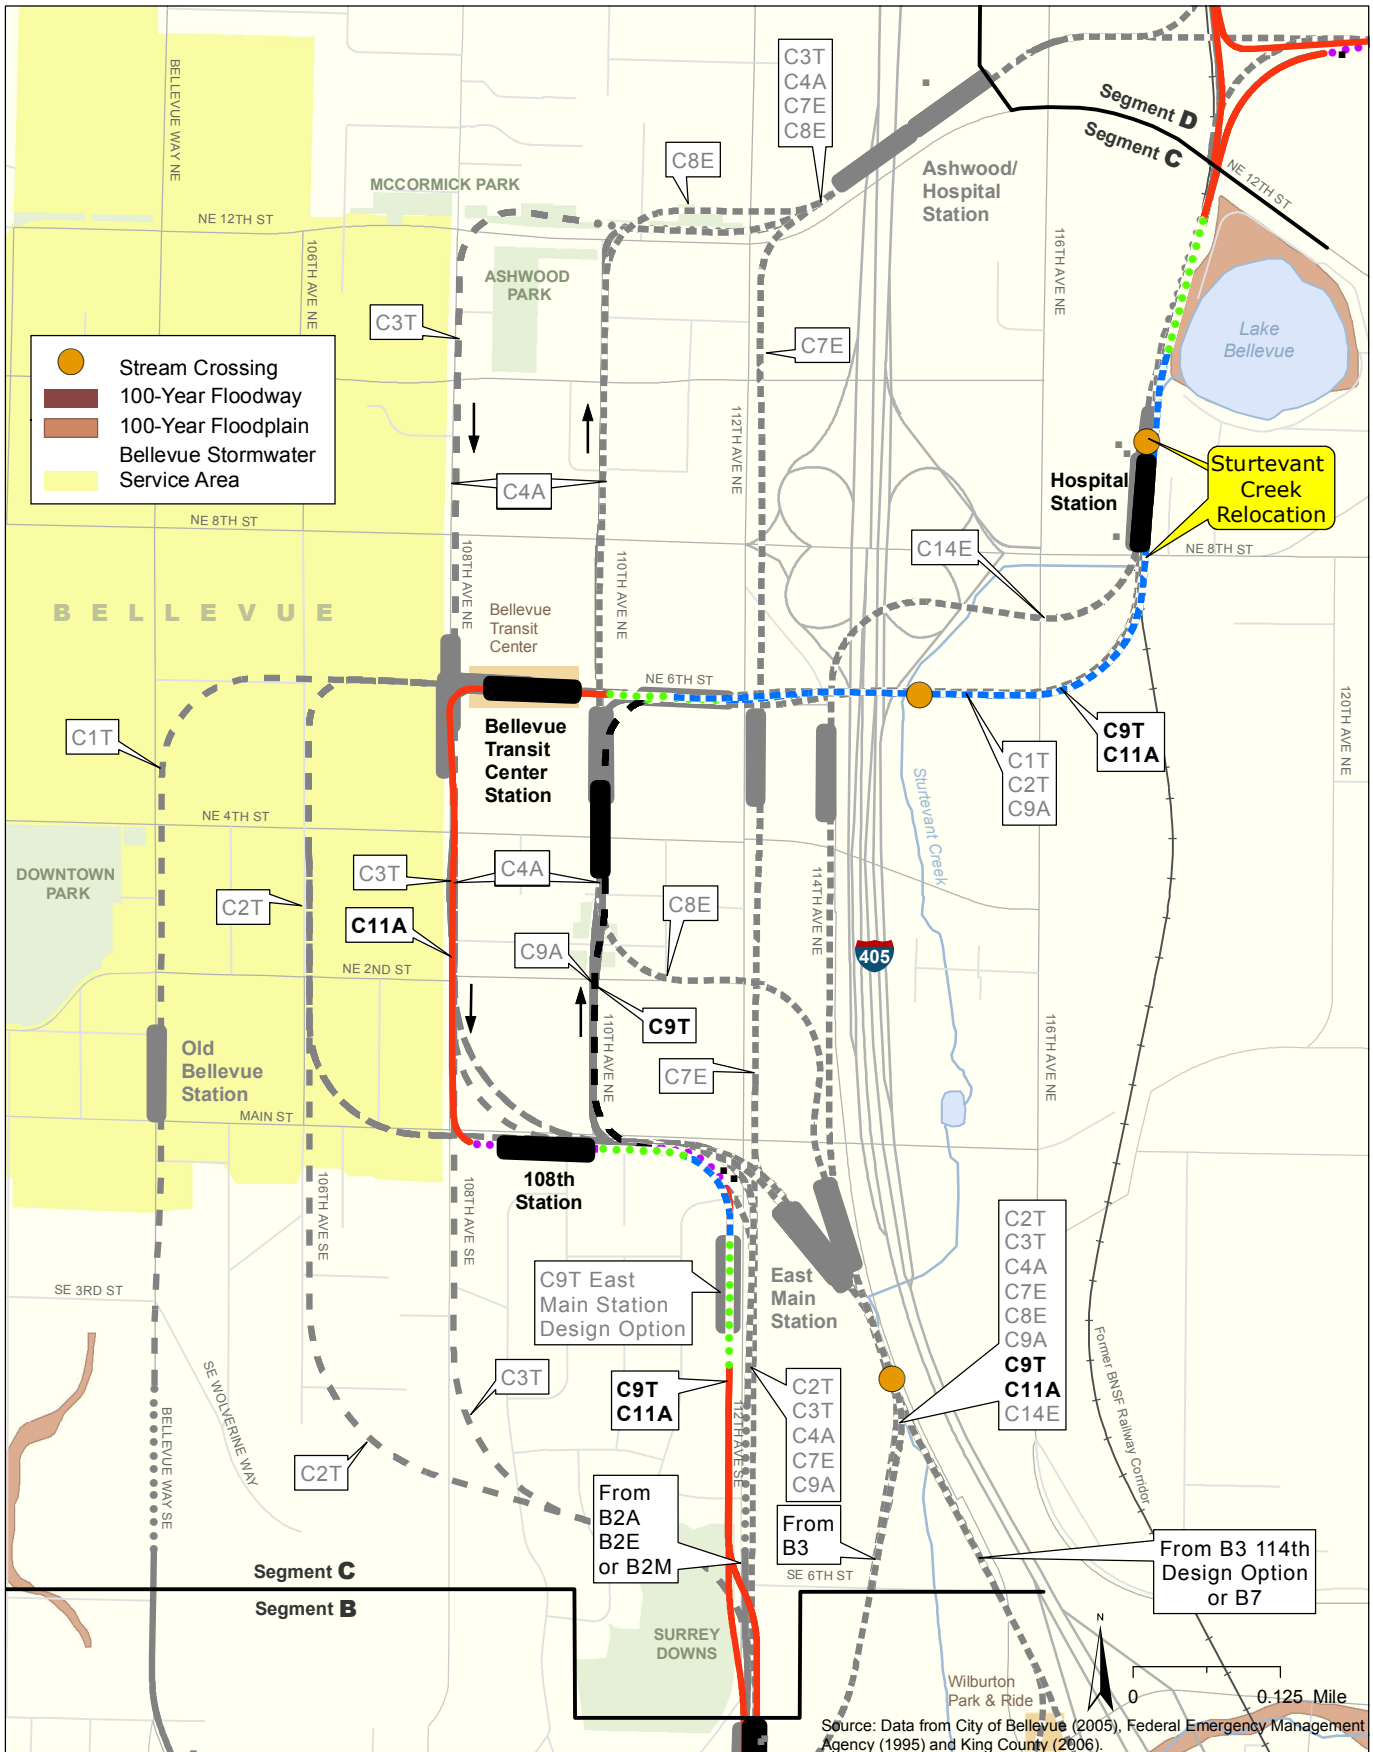 C3T
C4A
C7E
C8E
Segment D
Segment C
NE 12TH ST
BELLEVUE WAY NE
C8E
MCCORMICK PARK
NE 12TH ST
Ashwood/
Hospital
Station
106TH AVE NE
116TH AVE NE
ASHWOOD
PARK
C3T
C7E
Lake
Bellevue
Stream Crossing
100-Year Floodway
100-Year Floodplain
Bellevue Stormwater
Service Area
112TH AVE NE
C4A
Hospital
Station
Sturtevant
Creek
Relocation
NE 8TH ST
NE 8TH ST
C14E
108TH AVE NE
110TH AVE NE
BELLEVUE
Bellevue
Transit
Center
NE 6TH ST
120TH AVE NE
C1T
Bellevue
Transit
Center
Station
C9T
C11A
C1T
C2T
C9A
Sturtevant Creek
NE 4TH ST
DOWNTOWN
PARK
C3T
C4A
114TH AVE NE
C2T
C8E
C11A
C9A
405
NE 2ND ST
C9T
110TH AVE NE
116TH AVE NE
Old
Bellevue
Station
C7E
MAIN ST
108th
Station
106TH AVE SE
108TH AVE SE
C2T
C3T
C4A
C7E
C8E
C9A
C9T
C11A
C14E
SE 3RD ST
C9T East
Main Station
Design Option
East
Main
Station
Former BNSF Railway Corridor
SE WOLVERINE WAY
C3T
C9T
C11A
112TH AVE SE
C2T
C3T
C4A
C7E
C9A
BELLEVUE WAY SE
C2T
From
B2A
B2E
or B2M
From
B3
From B3 114th
Design Option
or B7
SE 6TH ST
Segment C
Segment B
N
SURREY
DOWNS
Wilburton
Park & Ride
0 0.125 Mile
Source: Data from City of Bellevue (2005), Federal Emergency Management
Agency (1995) and King County (2006).